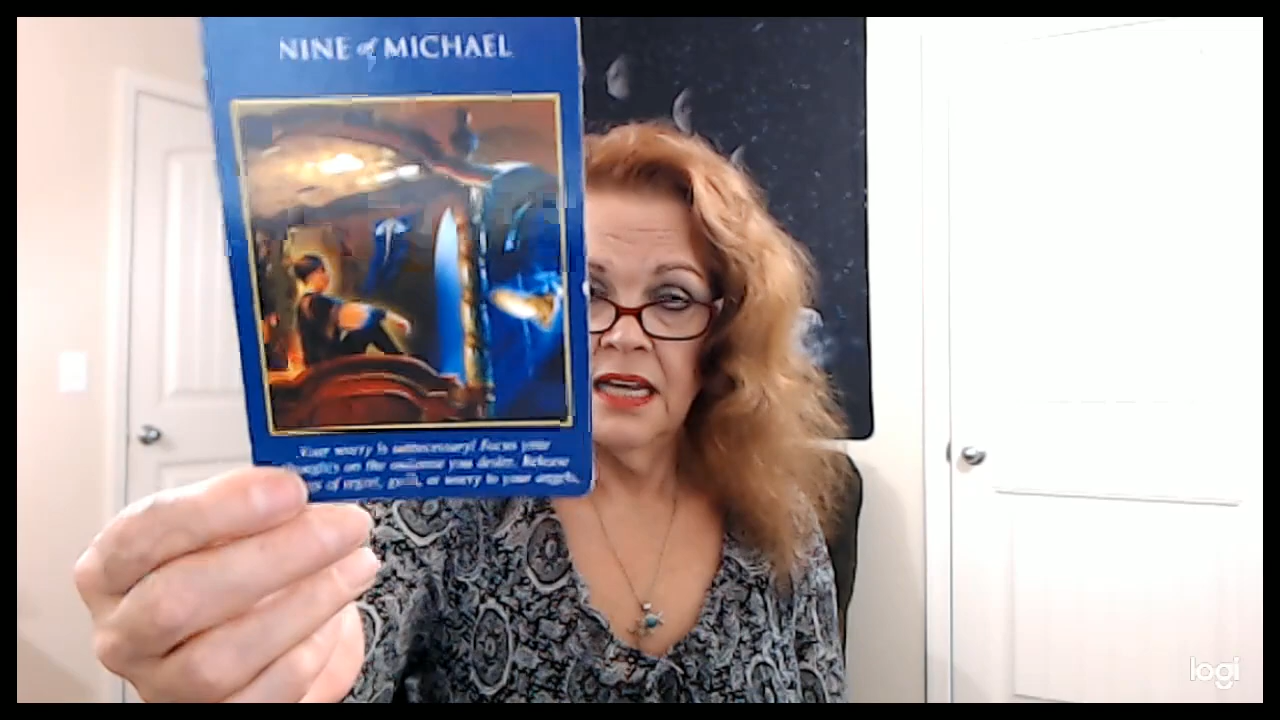 NINE of MICHAEL
Your worry is unnecessary! Focus your
thoughts on the outcome you desire. Release
of regret, guilt, or worry to your angels.
logi